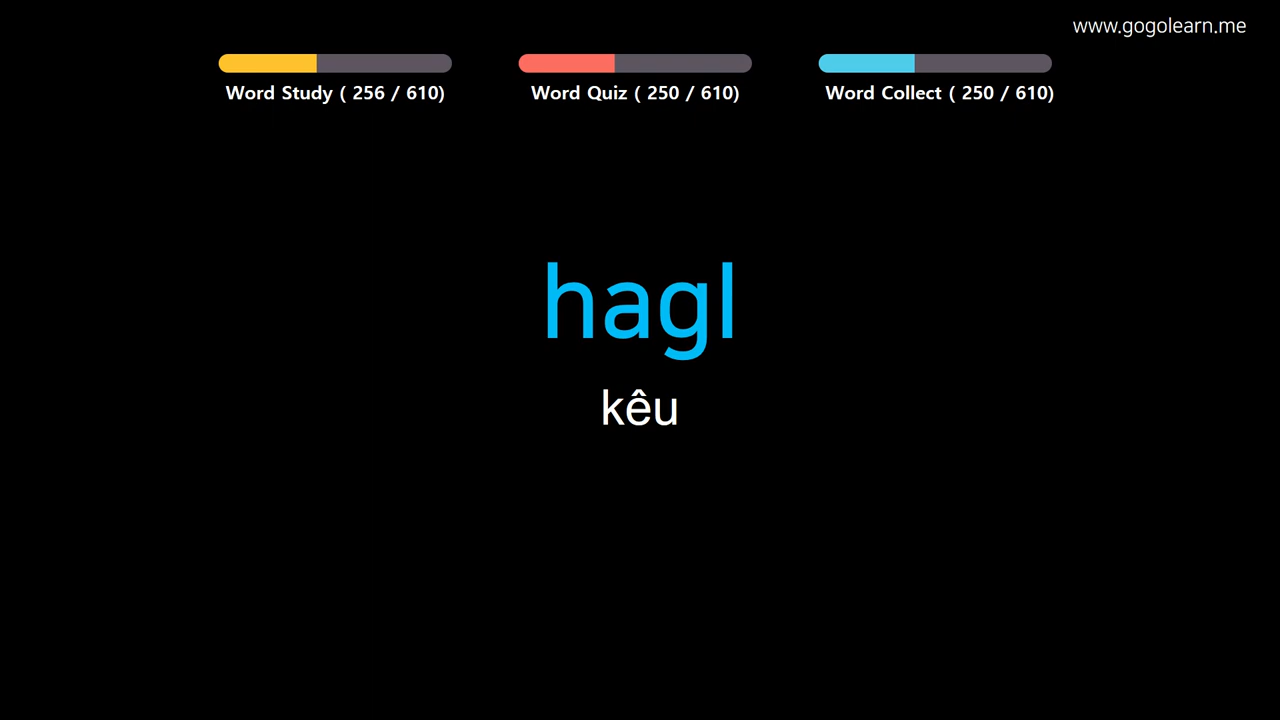 www.gogolearn.me
Word Study ( 256 / 610)
Word Quiz ( 250 / 610)
Word Collect ( 250 / 610)
hagl
kêu